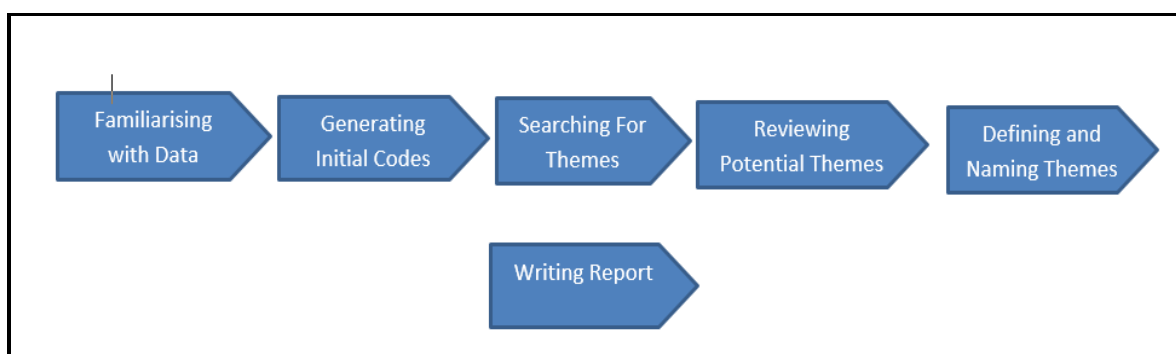 Familiarising
with Data
Generating
Initial Codes
Searching For
Themes
Reviewing
Potential Themes
Defining and
Naming Themes
Writing Report